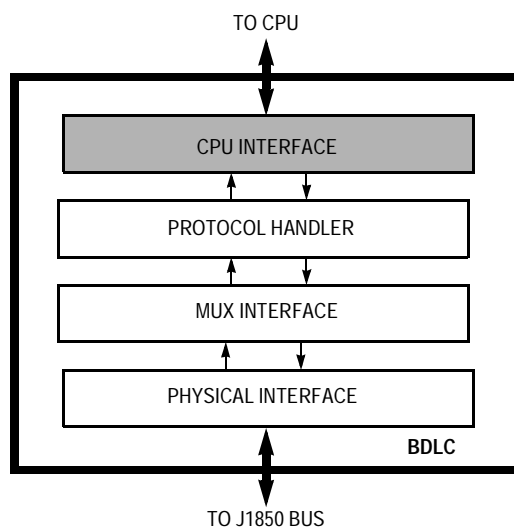 TO CPU
CPU INTERFACE
PROTOCOL HANDLER
MUX INTERFACE
PHYSICAL INTERFACE
BDLC
TO J1850 BUS